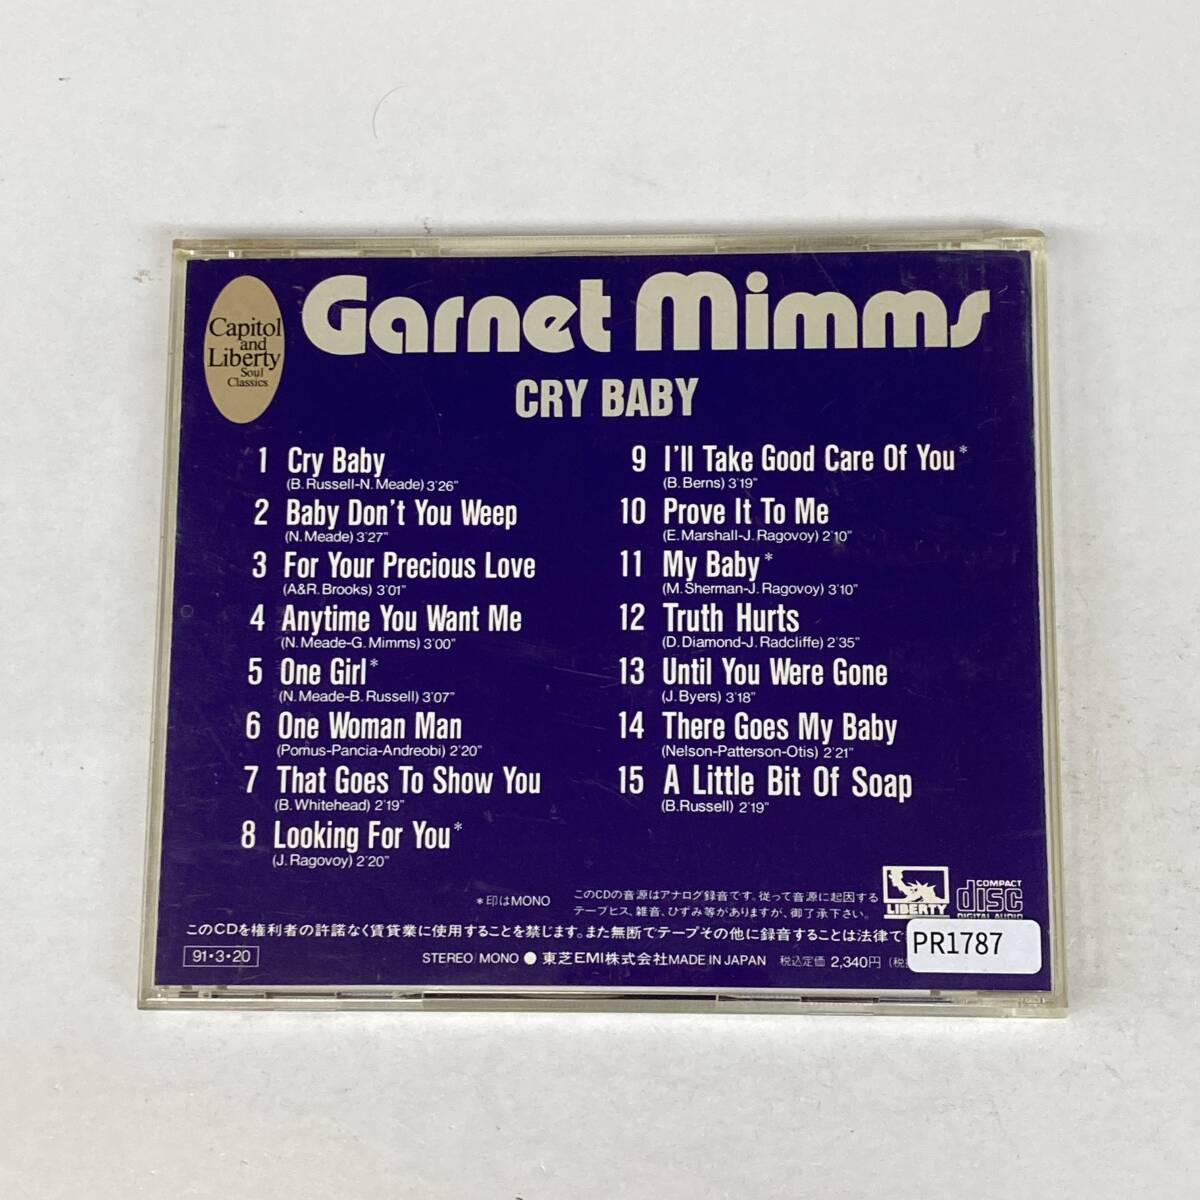 Capitol
and
Liberty
Soul
Classics
Garnet Mimms
CRY BABY
1 Cry Baby
(B. Russell-N. Meade) 3'26"
2 Baby Don't You Weep
(N. Meade) 3'27"
3 For Your Precious Love
(A&R. Brooks) 3'01"
4 Anytime You Want Me
(N. Meade-G. Mimms) 3'00"
5 One Girl*
(N. Meade-B. Russell) 3'07"
6 One Woman Man
(Pomus-Pancia-Andreobi) 2'20"
7 That Goes To Show You
(B. Whitehead) 2'19"
8 Looking For You*
(J. Ragovoy) 2'20"
9 I'll Take Good Care Of You*
(B. Berns) 3'19"
10 Prove It To Me
(E. Marshall-J. Ragovoy) 2'10"
11 My Baby*
(M. Sherman-J. Ragovoy) 3'10"
12 Truth Hurts
(D. Diamond-J. Radcliffe) 2'35"
13 Until You Were Gone
(J. Byers) 3'18"
14 There Goes My Baby
(Nelson-Patterson-Otis) 2'21"
15 A Little Bit Of Soap
(B.Russell) 2'19"
*印はMONO
このCDの音源はアナログ録音です。従って音源に起因する
テープヒス、雑音、ひずみ等がありますが、御了承下さい。
LIBERTY
COMPACT
disc
DIGITAL AUDIO
このCDを権利者の許諾なく賃貸業に使用することを禁じます。また無断でテープその他に録音することは法律で
PR1787
91・3・20
STEREO/MONO ● 東芝EMI株式会社 MADE IN JAPAN 税込定価 2,340円